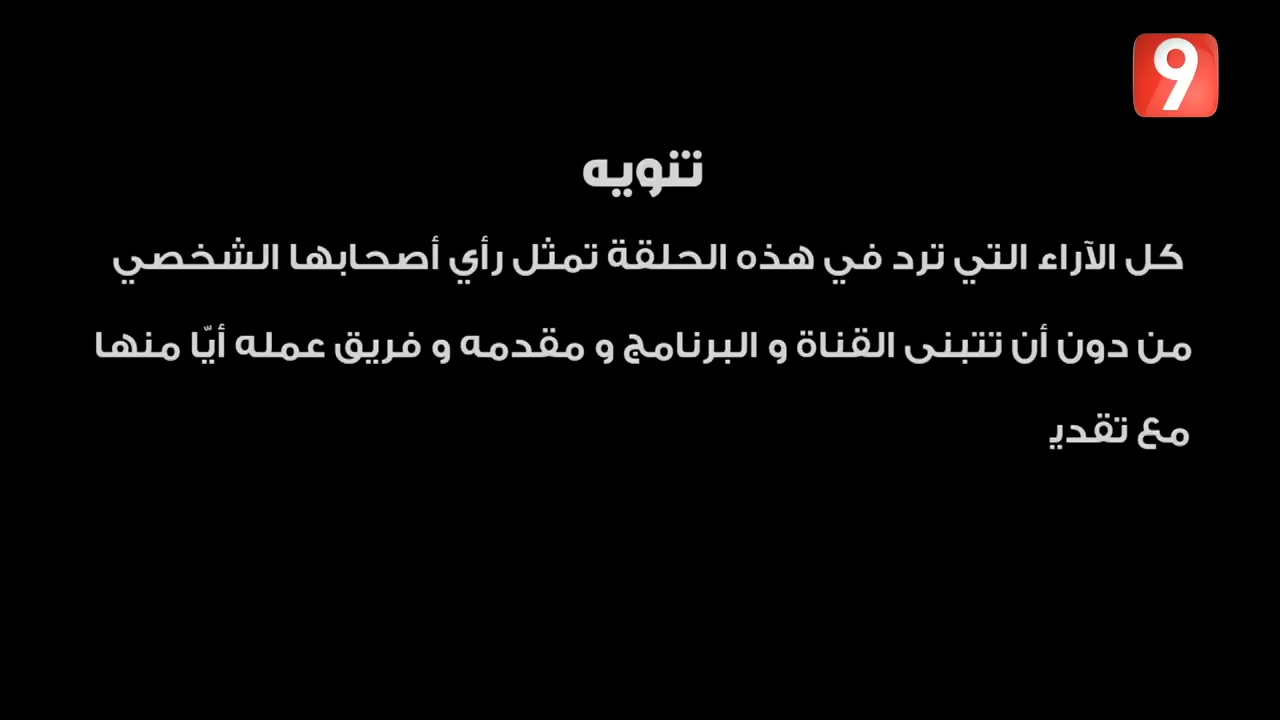 9
تنويه
كل الآراء التي ترد في هذه الحلقة تمثل رأي أصحابها الشخصي
من دون أن تتبنى القناة و البرنامج و مقدمه و فريق عمله أيّا منها
مع تقدي